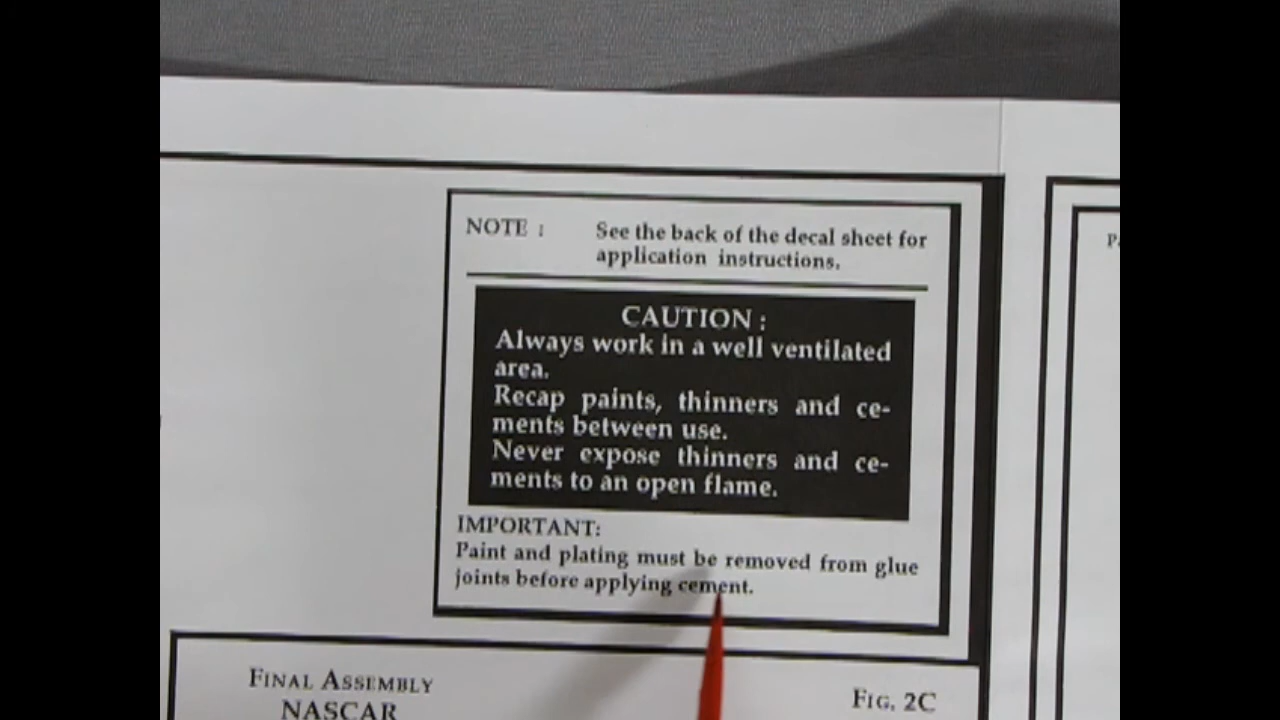 NOTE : See the back of the decal sheet for
application instructions.
CAUTION :
Always work in a well ventilated
area.
Recap paints, thinners and ce-
ments between use.
Never expose thinners and ce-
ments to an open flame.
IMPORTANT:
Paint and plating must be removed from glue
joints before applying cement.
FINAL ASSEMBLY
NASCAR
FIG. 2C